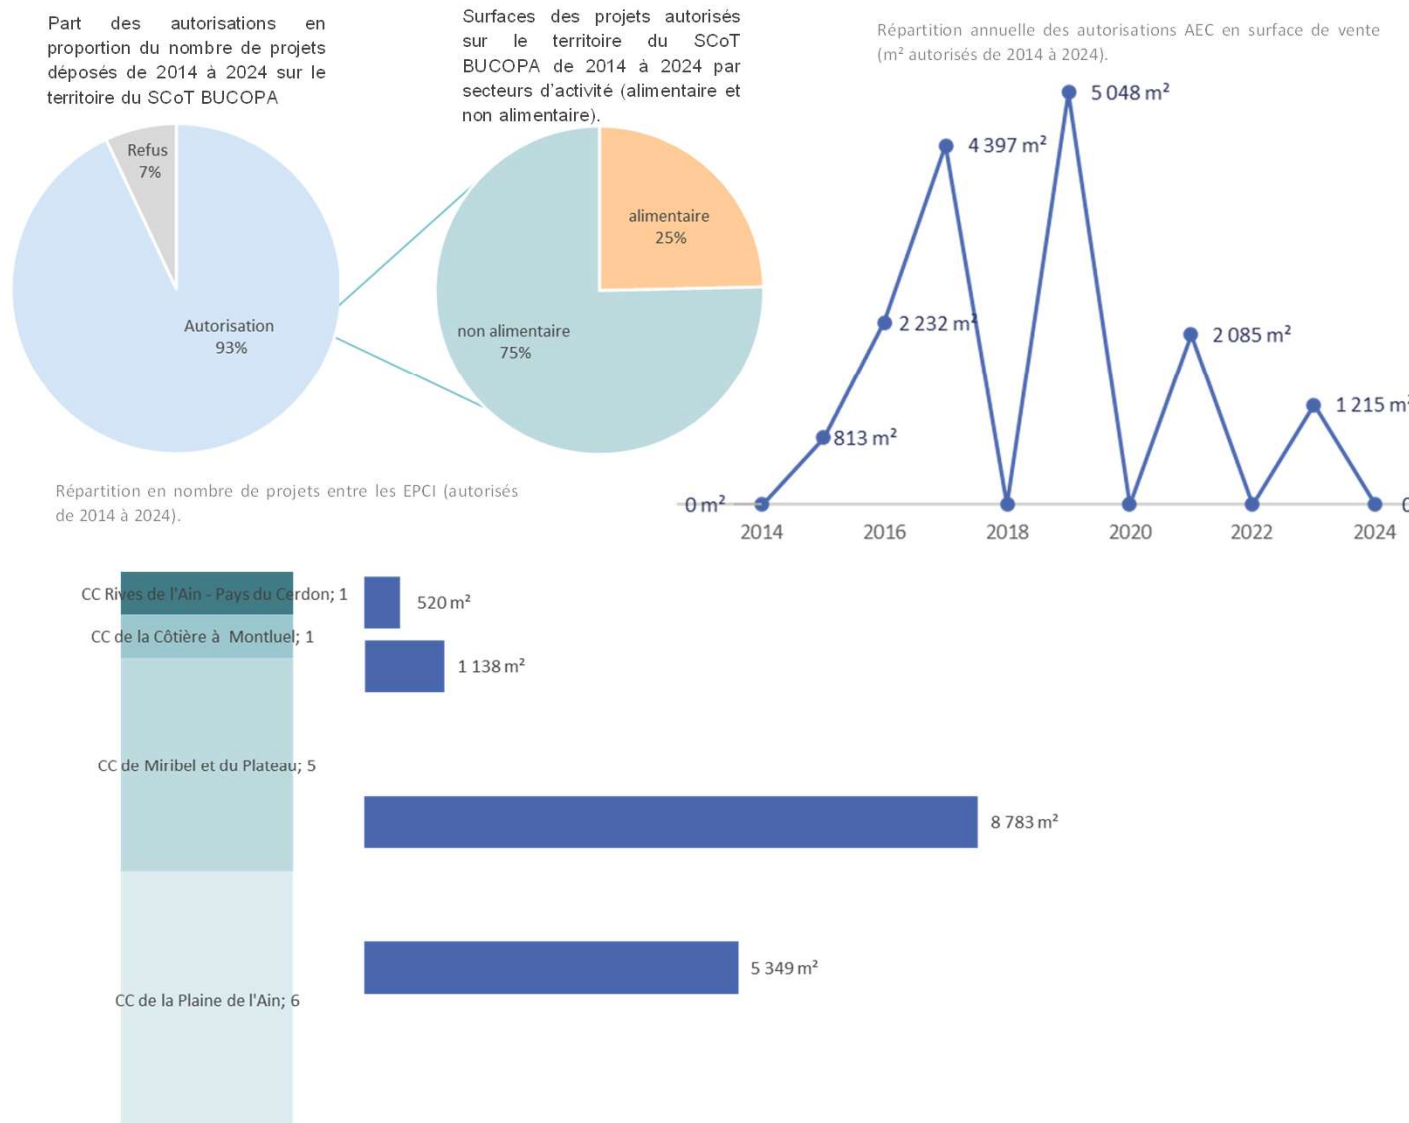 Part des autorisations en
proportion du nombre de projets
déposés de 2014 à 2024 sur le
territoire du SCoT BUCOPA
Refus
7%
Autorisation
93%
Surfaces des projets autorisés
sur le territoire du SCoT
BUCOPA de 2014 à 2024 par
secteurs d'activité (alimentaire et
non alimentaire).
alimentaire
25%
non alimentaire
75%
Répartition annuelle des autorisations AEC en surface de vente
(m² autorisés de 2014 à 2024).
5 048 m²
4 397 m²
2 232 m²
2 085 m²
1 215 m²
813 m²
0 m²
0
2014 2016 2018 2020 2022 2024
Répartition en nombre de projets entre les EPCI (autorisés
de 2014 à 2024).
CC Rives de l'Ain - Pays du Cerdon; 1
520 m²
CC de la Côtière à Montluel; 1
1 138 m²
CC de Miribel et du Plateau; 5
8 783 m²
CC de la Plaine de l'Ain; 6
5 349 m²